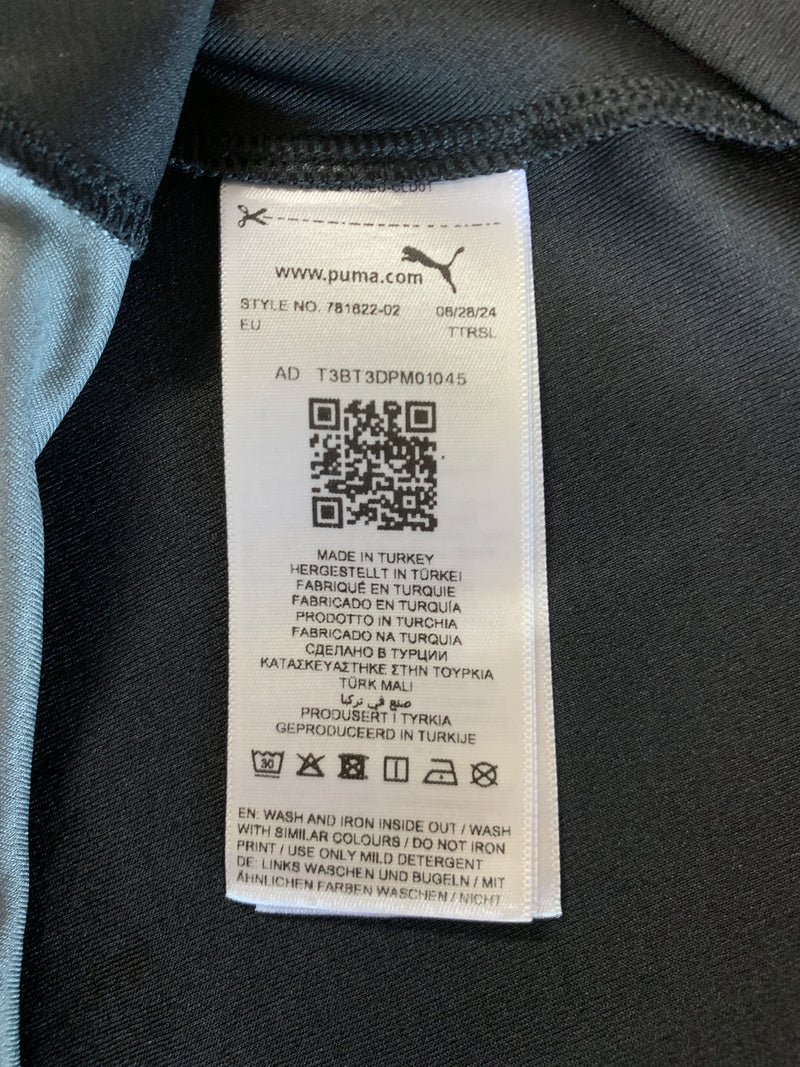 www.puma.com
STYLE NO. 781622-02 06/28/24
EU TTRSL
AD T3BT3DPM01045
MADE IN TURKEY
HERGESTELLT IN TÜRKEI
FABRIQUÉ EN TURQUIE
FABRICADO EN TURQUÍA
PRODOTTO IN TURCHIA
FABRICADO NA TURQUIA
СДЕЛАНО В ТУРЦИИ
ΚΑΤΑΣΚΕΥΑΣΤΗΚΕ ΣΤΗΝ ΤΟΥΡΚΙΑ
TÜRK MALI
صنع في تركيا
PRODUSERT I TYRKIA
GEPRODUCEERD IN TURKIJE
30
EN: WASH AND IRON INSIDE OUT / WASH
WITH SIMILAR COLOURS / DO NOT IRON
PRINT / USE ONLY MILD DETERGENT
DE: LINKS WASCHEN UND BÜGELN / MIT
ÄHNLICHEN FARBEN WASCHEN / NICHT